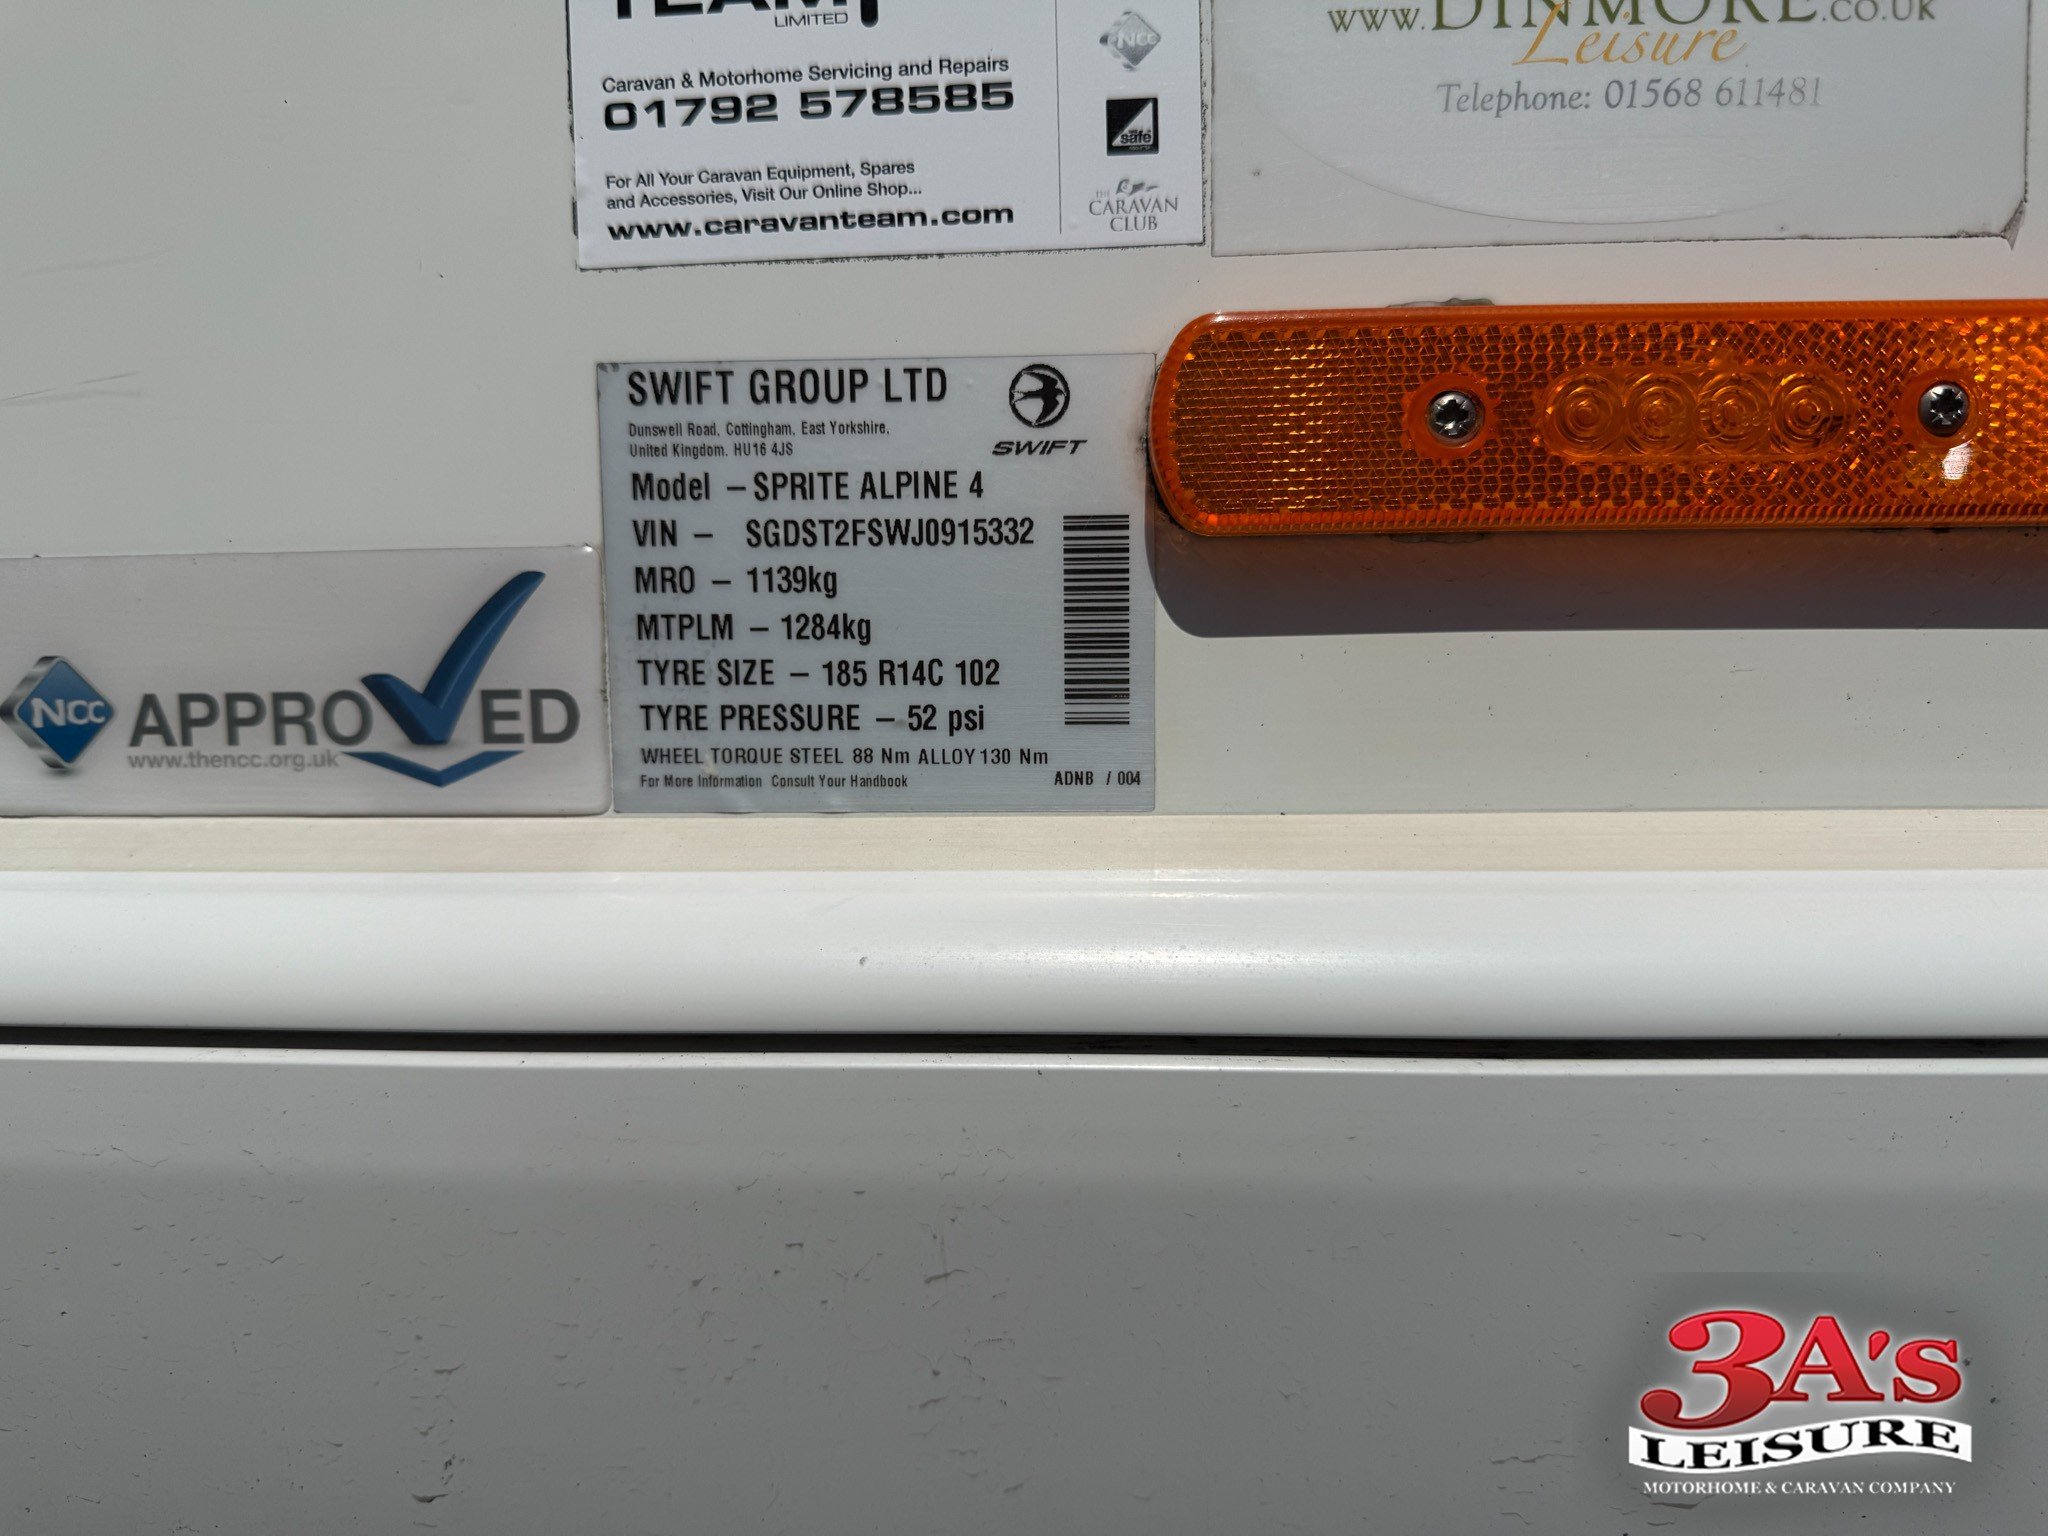 TEAM
LIMITED
Caravan & Motorhome Servicing and Repairs
01792 578585
For All Your Caravan Equipment, Spares
and Accessories, Visit Our Online Shop...
www.caravanteam.com
NCC
safe
THE
CARAVAN
CLUB
www.DINMORE.CO.UK
Leisure
Telephone: 01568 611481
SWIFT GROUP LTD
Dunswell Road, Cottingham, East Yorkshire,
United Kingdom. HU16 4JS
SWIFT
Model – SPRITE ALPINE 4
VIN – SGDST2FSWJ0915332
MRO – 1139kg
MTPLM – 1284kg
TYRE SIZE – 185 R14C 102
TYRE PRESSURE – 52 psi
WHEEL TORQUE STEEL 88 Nm ALLOY 130 Nm
For More Information Consult Your Handbook
ADNB / 004
NCC APPROVED
www.thencc.org.uk
3A's
LEISURE
MOTORHOME & CARAVAN COMPANY